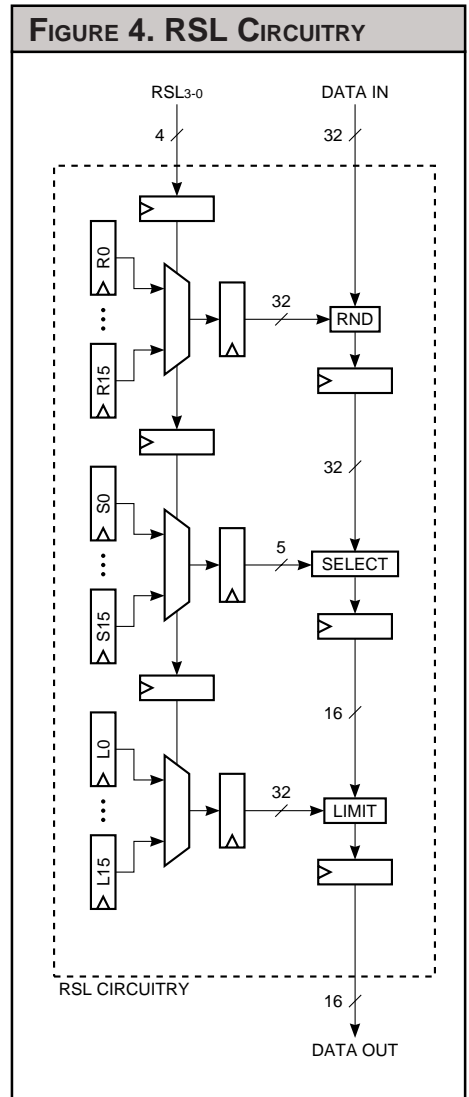 FIGURE 4. RSL CIRCUITRY
RSL3-0 DATA IN
4 32
R0
R15
32
RND
32
S0
S15
5
SELECT
16
L0
L15
32
LIMIT
RSL CIRCUITRY
16
DATA OUT